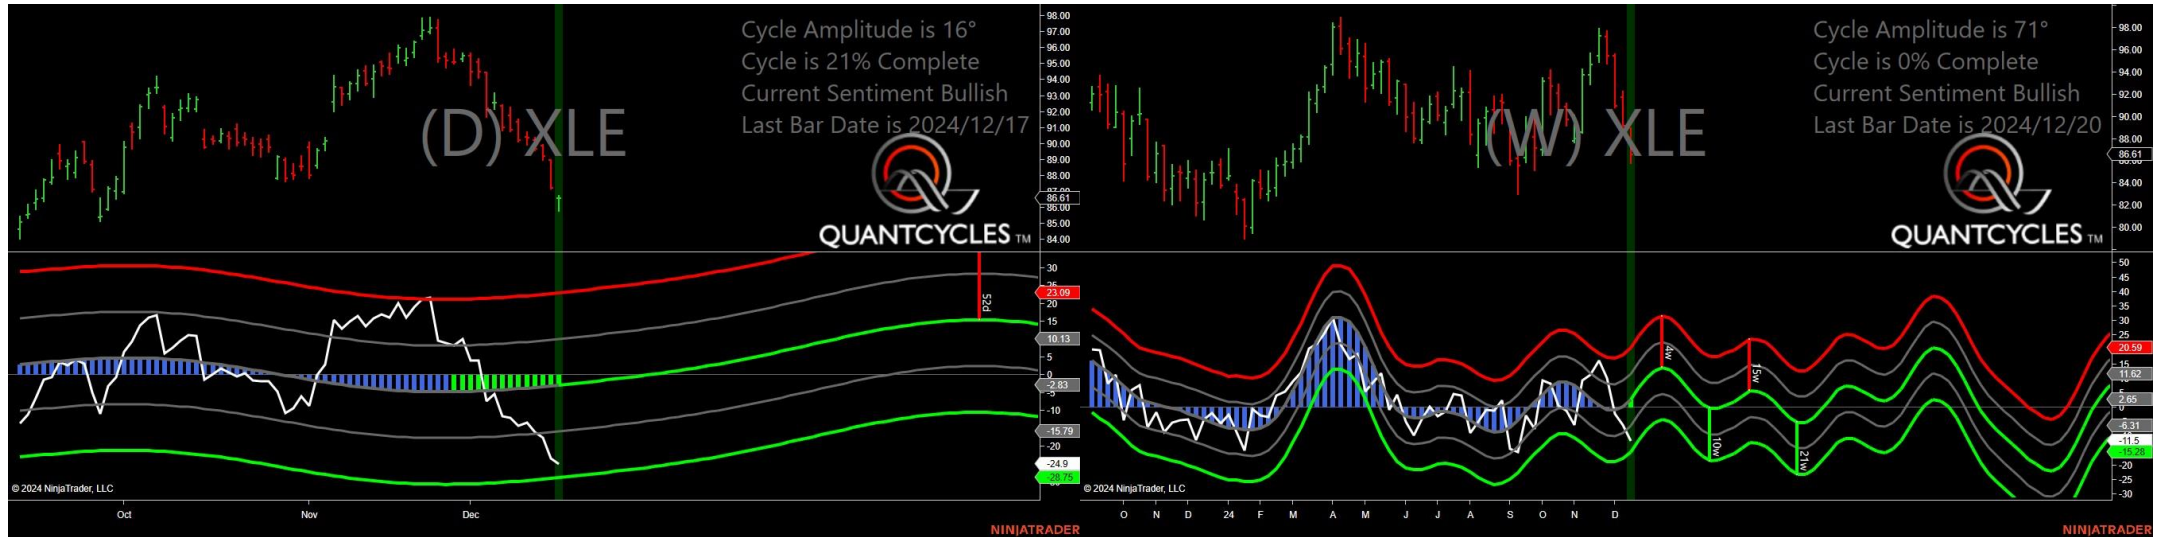 Cycle Amplitude is 16°
Cycle is 21% Complete
Current Sentiment Bullish
Last Bar Date is 2024/12/17
(D) XLE
QUANTCYCLES TM
98.00
97.00
96.00
95.00
94.00
93.00
92.00
91.00
90.00
89.00
88.00
87.00
86.61
86.00
85.00
84.00
52d
30
23.09
20
15
10.13
5
0
-2.83
-5
-10
-15.79
-20
-24.9
-28.75
© 2024 NinjaTrader, LLC
Oct
Nov
Dec
NINJATRADER
Cycle Amplitude is 71°
Cycle is 0% Complete
Current Sentiment Bullish
Last Bar Date is 2024/12/20
(W) XLE
QUANTCYCLES TM
98.00
96.00
94.00
92.00
90.00
88.00
86.61
86.00
84.00
82.00
80.00
4w
15w
10w
21w
50
45
40
35
30
25
20.59
15
11.62
5
2.65
0
-6.31
-11.5
-15.28
-20
-25
-30
© 2024 NinjaTrader, LLC
O
N
D
24
F
M
A
M
J
J
A
S
O
N
D
NINJATRADER